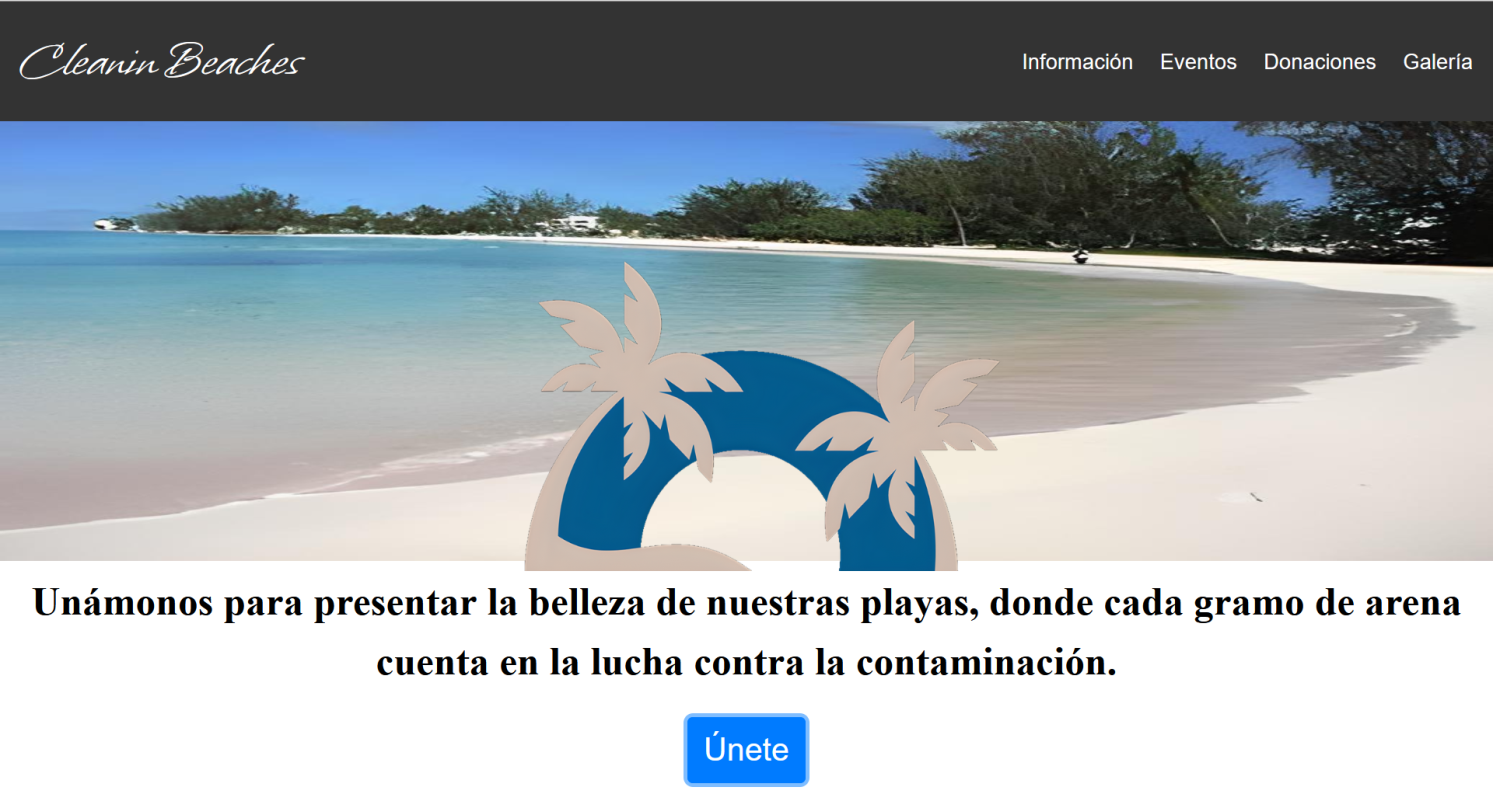 Cleanin Beaches
Información Eventos Donaciones Galería
Unámonos para presentar la belleza de nuestras playas, donde cada gramo de arena
cuenta en la lucha contra la contaminación.
Únete